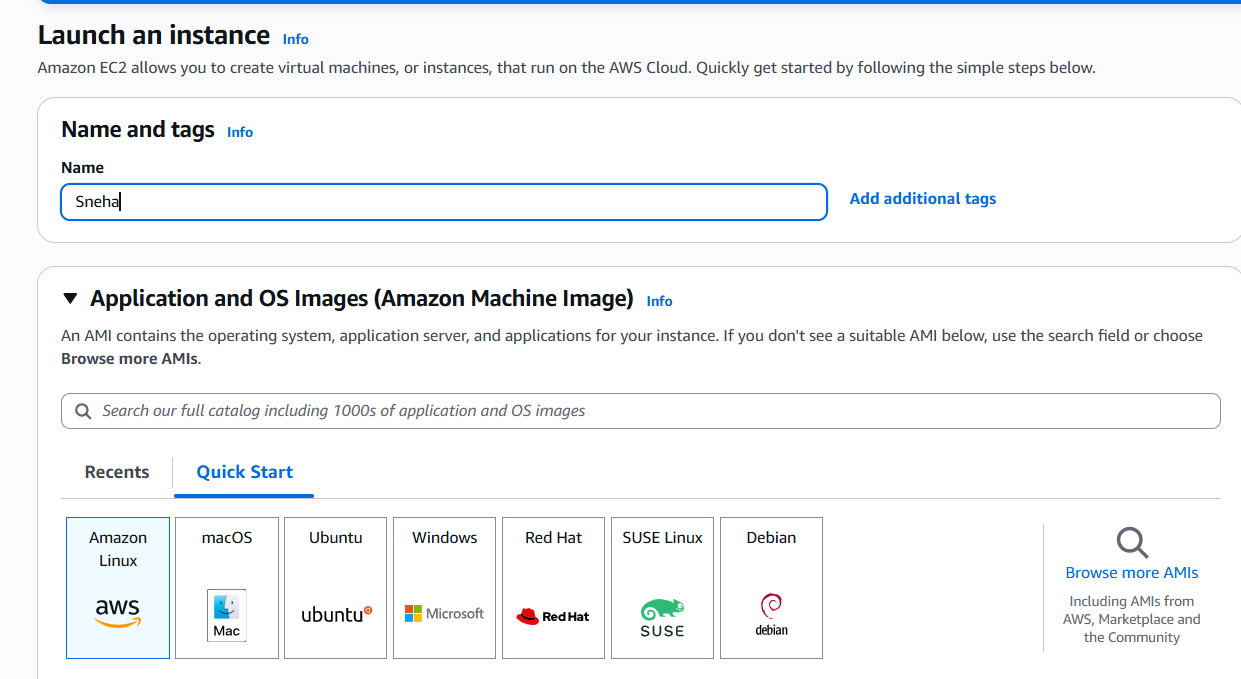 Launch an instance Info
Amazon EC2 allows you to create virtual machines, or instances, that run on the AWS Cloud. Quickly get started by following the simple steps below.
Name and tags Info
Name
Sneha
Add additional tags
Application and OS Images (Amazon Machine Image) Info
An AMI contains the operating system, application server, and applications for your instance. If you don't see a suitable AMI below, use the search field or choose
Browse more AMIs.
Search our full catalog including 1000s of application and OS images
Recents
Quick Start
Amazon
Linux
aws
macOS
Mac
Ubuntu
ubuntu
Windows
Microsoft
Red Hat
Red Hat
SUSE Linux
SUSE
Debian
debian
Browse more AMIs
Including AMIs from
AWS, Marketplace and
the Community